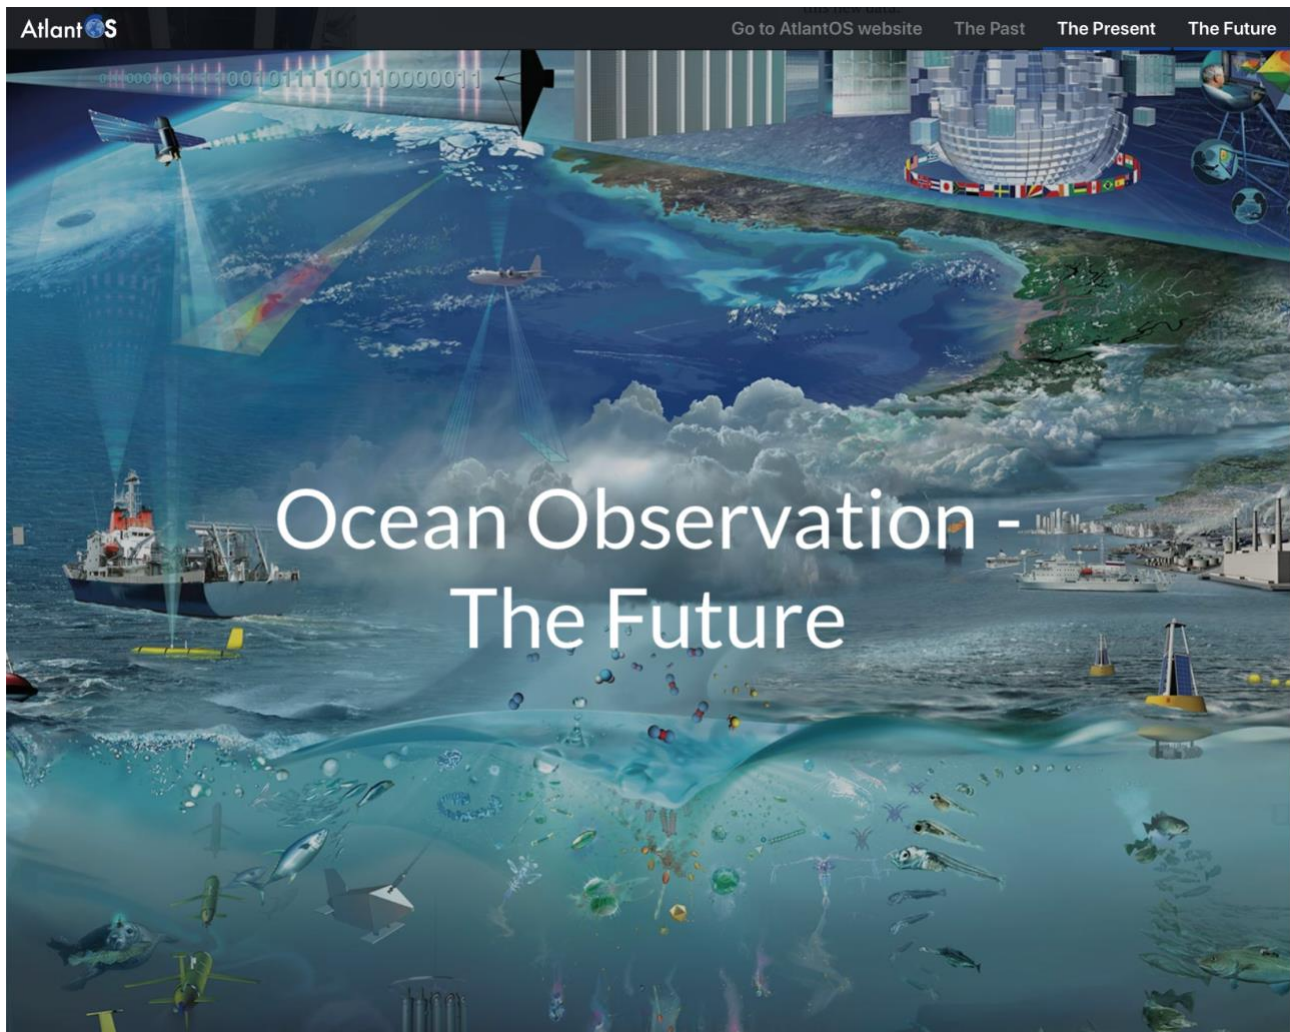 AtlantOS
Go to AtlantOS website The Past The Present The Future
Ocean Observation -
The Future